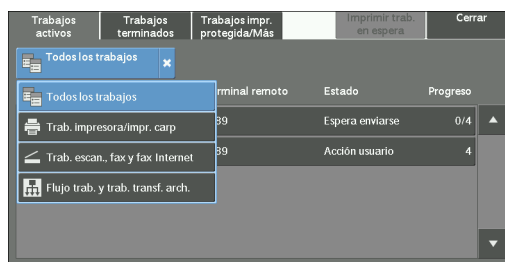 Trabajos activos
Trabajos terminados
Trabajos impr. protegida/Más
Imprimir trab. en espera
Cerrar
Todos los trabajos
Todos los trabajos
Trab. impresora/impr. carp
Trab. escan., fax y fax Internet
Flujo trab. y trab. transf. arch.
rminal remoto Estado Progreso
39 Espera enviarse 0/4
39 Acción usuario 4